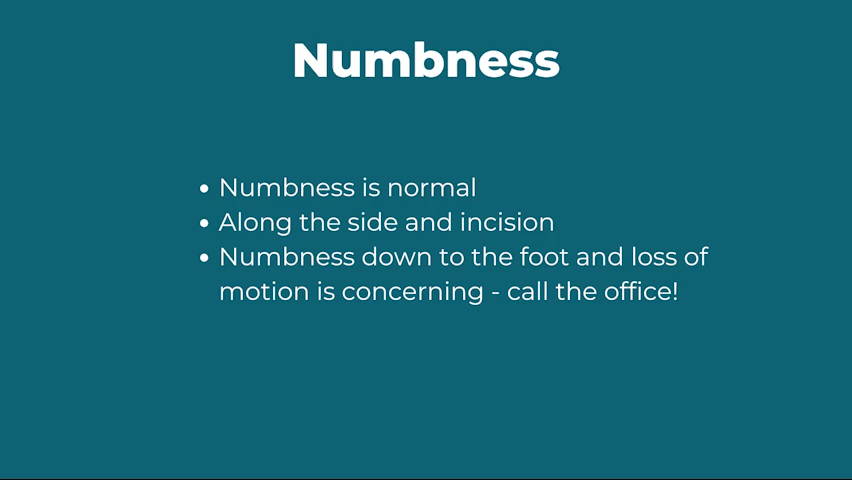 Numbness
• Numbness is normal
• Along the side and incision
• Numbness down to the foot and loss of
motion is concerning - call the office!